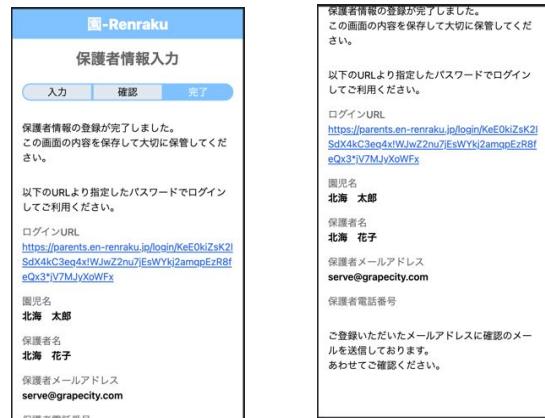 園-Renraku
保護者情報入力
入力
確認
完了
保護者情報の登録が完了しました。
この画面の内容を保存して大切に保管してくだ
さい。
以下のURLより指定したパスワードでログイン
してご利用ください。
ログインURL
https://parents.en-renraku.jp/login/KeE0kiZsK2l
SdX4kC3eq4x!WJwZ2nu7jEsWYkj2amqpEzR8f
eQx3*jV7MJyXoWFx
園児名
北海 太郎
保護者名
北海 花子
保護者メールアドレス
serve@grapecity.com
保護者電話番号
保護者情報の登録が完了しました。
この画面の内容を保存して大切に保管してくだ
さい。
以下のURLより指定したパスワードでログイン
してご利用ください。
ログインURL
https://parents.en-renraku.jp/login/KeE0kiZsK2l
SdX4kC3eq4x!WJwZ2nu7jEsWYkj2amqpEzR8f
eQx3*jV7MJyXoWFx
園児名
北海 太郎
保護者名
北海 花子
保護者メールアドレス
serve@grapecity.com
保護者電話番号
ご登録いただいたメールアドレスに確認のメー
ルを送信しております。
あわせてご確認ください。